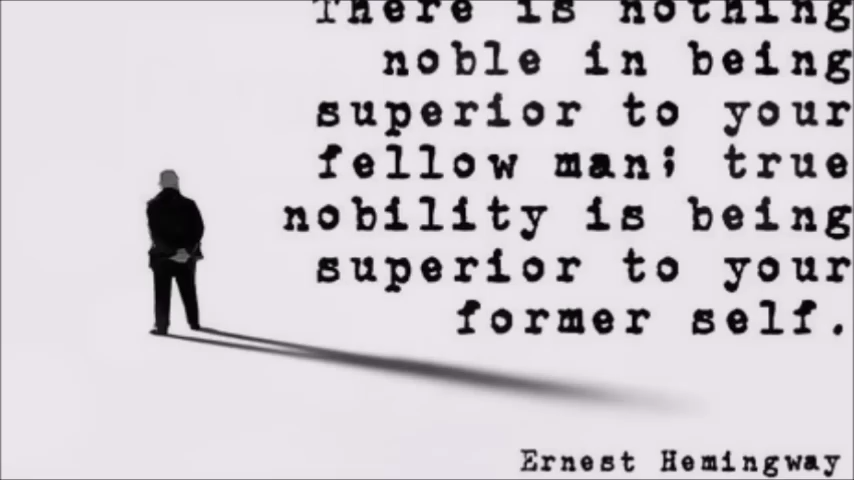 There is nothing
noble in being
superior to your
fellow man; true
nobility is being
superior to your
former self.
Ernest Hemingway